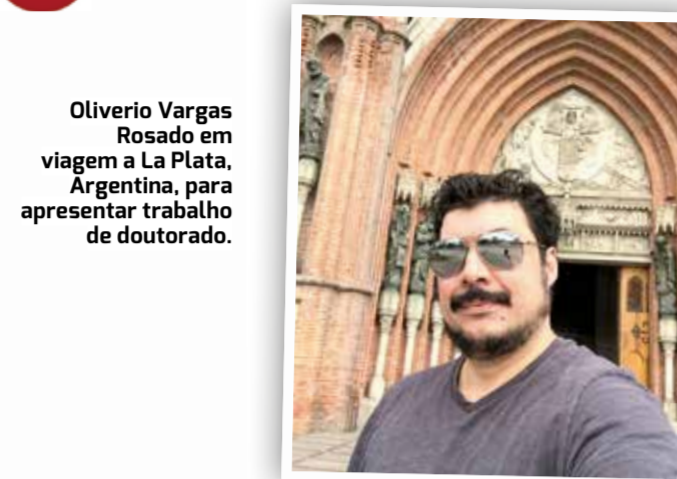 Oliverio Vargas
Rosado em
viagem a La Plata,
Argentina, para
apresentar trabalho
de doutorado.